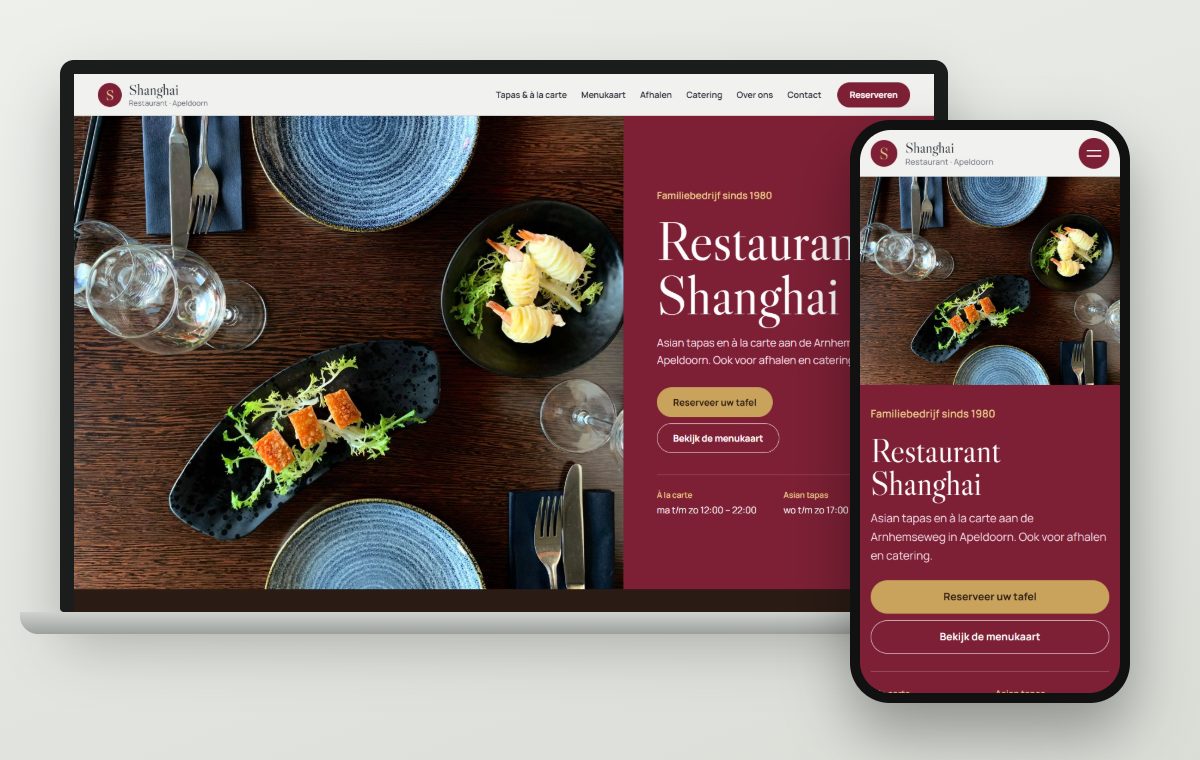 S
Shanghai
Restaurant · Apeldoorn
Tapas & à la carte
Menukaart
Afhalen
Catering
Over ons
Contact
Reserveren
Familiebedrijf sinds 1980
Restauran
Shanghai
Asian tapas en à la carte aan de Arnhem
Apeldoorn. Ook voor afhalen en catering
Reserveer uw tafel
Bekijk de menukaart
À la carte
ma t/m zo 12:00 – 22:00
Asian tapas
wo t/m zo 17:00
S
Shanghai
Restaurant · Apeldoorn
Familiebedrijf sinds 1980
Restaurant
Shanghai
Asian tapas en à la carte aan de
Arnhemseweg in Apeldoorn. Ook voor afhalen
en catering.
Reserveer uw tafel
Bekijk de menukaart